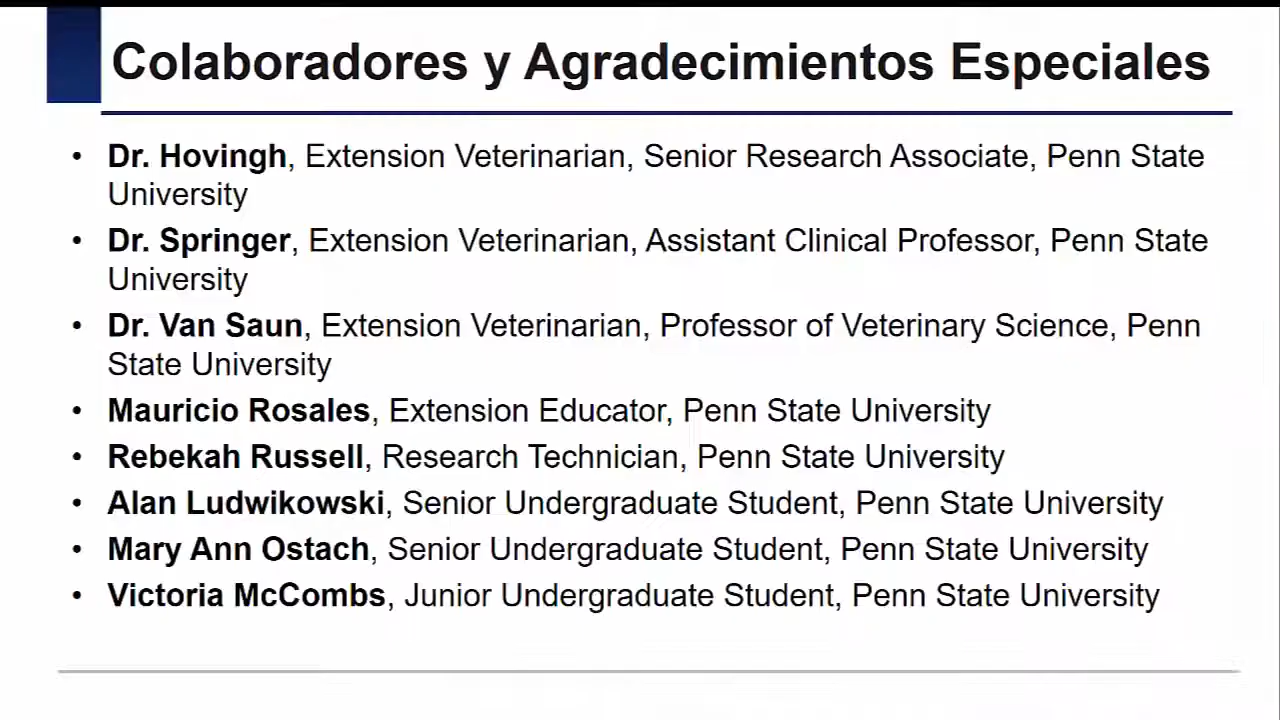 Colaboradores y Agradecimientos Especiales
• Dr. Hovingh, Extension Veterinarian, Senior Research Associate, Penn State
University
• Dr. Springer, Extension Veterinarian, Assistant Clinical Professor, Penn State
University
• Dr. Van Saun, Extension Veterinarian, Professor of Veterinary Science, Penn
State University
• Mauricio Rosales, Extension Educator, Penn State University
• Rebekah Russell, Research Technician, Penn State University
• Alan Ludwikowski, Senior Undergraduate Student, Penn State University
• Mary Ann Ostach, Senior Undergraduate Student, Penn State University
• Victoria McCombs, Junior Undergraduate Student, Penn State University